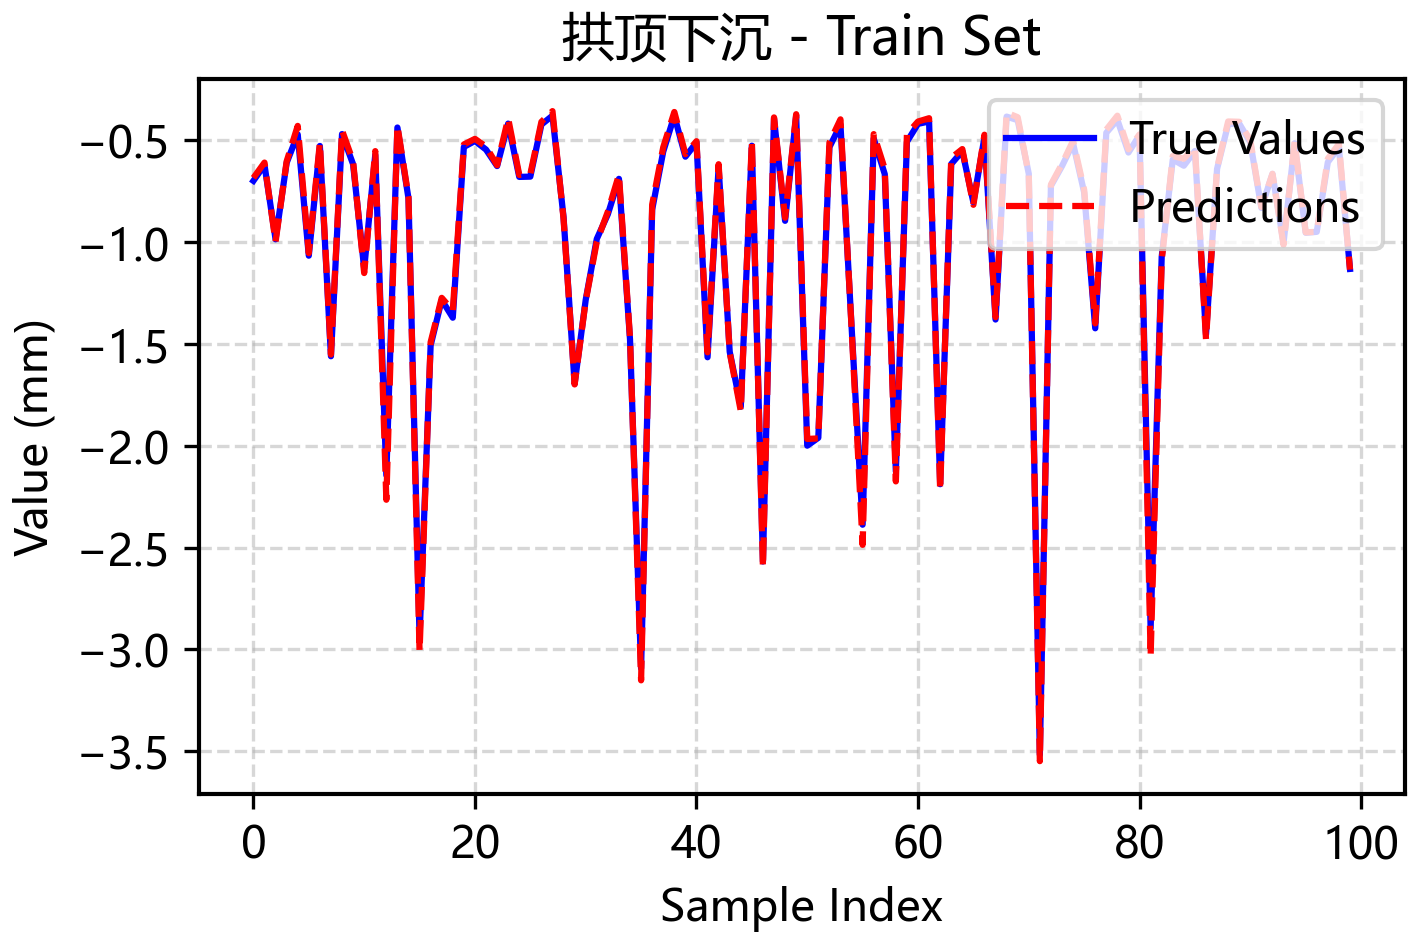 拱顶下沉 - Train Set
True Values
Predictions
Value (mm)
−0.5
−1.0
−1.5
−2.0
−2.5
−3.0
−3.5
0 20 40 60 80 100
Sample Index